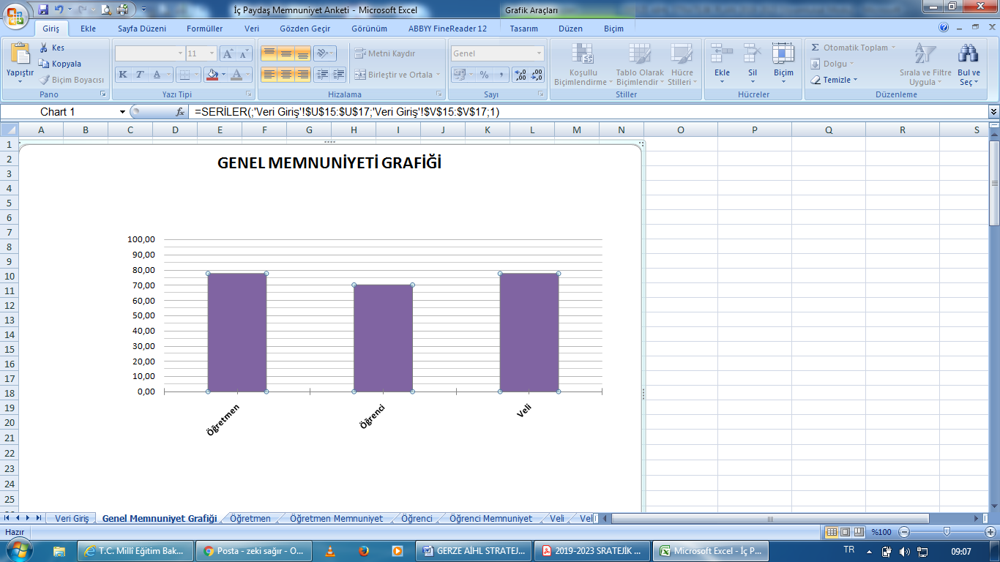 İç Paydaş Memnuniyet Anketi - Microsoft Excel
Grafik Araçları
Giriş Ekle Sayfa Düzeni Formüller Veri Gözden Geçir Görünüm ABBYY FineReader 12 Tasarım Düzen Biçim
Yapıştır
Kes
Kopyala
Biçim Boyacısı
Pano
11
K T A
Yazı Tipi
Metni Kaydır
Birleştir ve Ortala
Hizalama
Genel
%
Sayı
Koşullu Biçimlendirme
Tablo Olarak Biçimlendir
Hücre Stilleri
Stiller
Ekle Sil Biçim
Hücreler
Otomatik Toplam
Dolgu
Temizle
Sırala ve Filtre Uygula
Bul ve Seç
Düzenleme
Chart 1
=SERİLER(;'Veri Giriş'!$U$15:$U$17;'Veri Giriş'!$V$15:$V$17;1)
A B C D E F G H I J K L M N O P Q R S
1
2
3
4
5
6
7
8
9
10
11
12
13
14
15
16
17
18
19
20
21
22
23
24
25
GENEL MEMNUNİYETİ GRAFİĞİ
100,00
90,00
80,00
70,00
60,00
50,00
40,00
30,00
20,00
10,00
0,00
Öğretmen Öğrenci Veli
Veri Giriş Genel Memnuniyet Grafiği Öğretmen Öğretmen Memnuniyet Öğrenci Öğrenci Memnuniyet Veli Vel
Hazır
%100
T.C. Millî Eğitim Bak...
Posta - zeki sağır - O...
GERZE AİHL STRATEJ...
2019-2023 SRATEJİK ...
Microsoft Excel - İç P...
TR
09:07